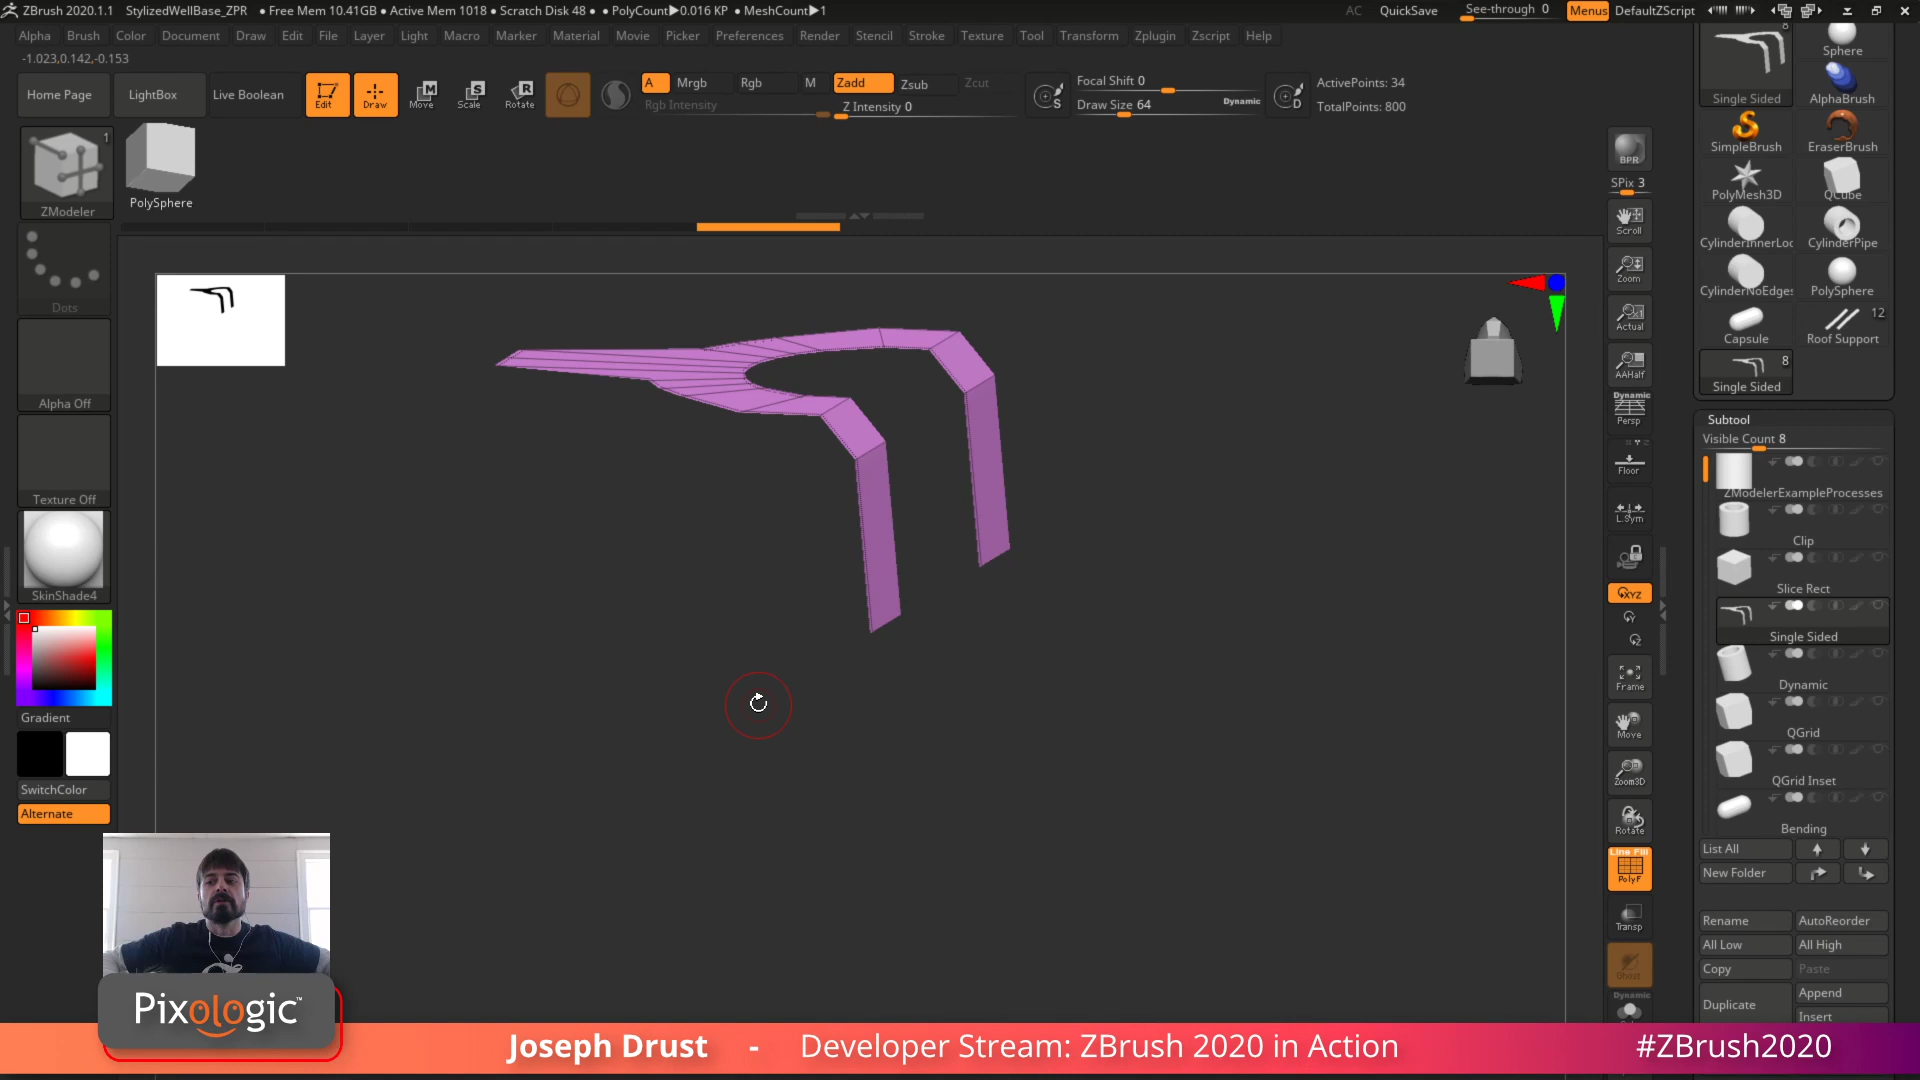 ZBrush 2020.1.1 StylizedWellBase_ZPR • Free Mem 10.41GB • Active Mem 1018 • Scratch Disk 48 • • PolyCount▶0.016 KP • MeshCount▶1 AC QuickSave See-through 0 Menus DefaultZScript
Alpha Brush Color Document Draw Edit File Layer Light Macro Marker Material Movie Picker Preferences Render Stencil Stroke Texture Tool Transform Zplugin Zscript Help
-1.023,0.142,-0.153
Home Page LightBox Live Boolean Edit Draw Move Scale Rotate
A Mrgb Rgb M Zadd Zsub Zcut
Rgb Intensity Z Intensity 0
Focal Shift 0
Draw Size 64 Dynamic
S
D
ActivePoints: 34
TotalPoints: 800
1
ZModeler
PolySphere
Dots
Alpha Off
Texture Off
SkinShade4
Gradient
SwitchColor
Alternate
BPR
SPix 3
Scroll
Zoom
Actual
AAHalf
Dynamic
Persp
Floor
L.Sym
XYZ
Frame
Move
Zoom3D
Rotate
Line Fill
PolyF
Transp
Ghost
Dynamic
8
Single Sided
Sphere
AlphaBrush
SimpleBrush
EraserBrush
PolyMesh3D
QCube
CylinderInnerLoc
CylinderPipe
CylinderNoEdges
PolySphere
Capsule
12
Roof Support
8
Single Sided
Subtool
Visible Count 8
ZModelerExampleProcesses
Clip
Slice Rect
Single Sided
Dynamic
QGrid
QGrid Inset
Bending
List All
New Folder
Rename AutoReorder
All Low All High
Copy Paste
Duplicate Append
Insert
Pixologic™
Joseph Drust - Developer Stream: ZBrush 2020 in Action #ZBrush2020